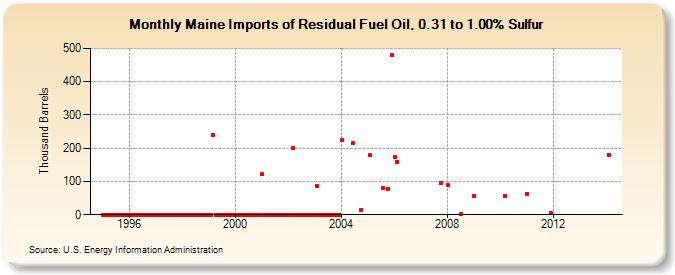 Monthly Maine Imports of Residual Fuel Oil, 0.31 to 1.00% Sulfur
Thousand Barrels
500
400
300
200
100
0
1996 2000 2004 2008 2012
Source: U.S. Energy Information Administration